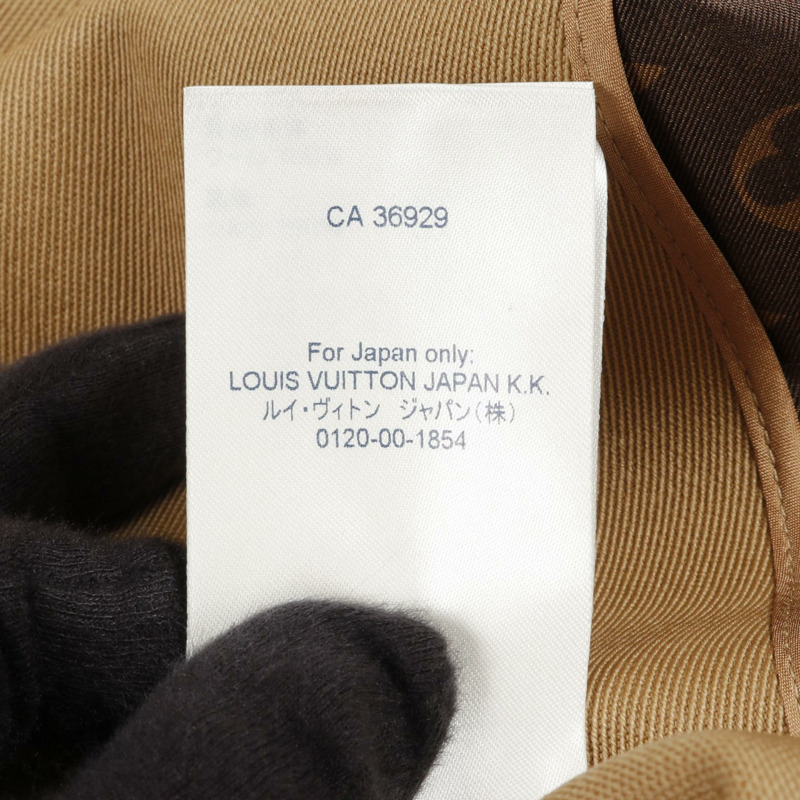 CA 36929
For Japan only:
LOUIS VUITTON JAPAN K.K.
ルイ・ヴィトン ジャパン(株)
0120-00-1854